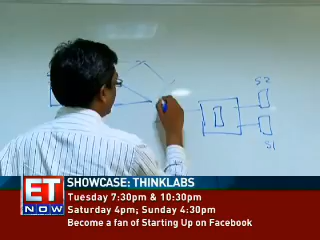 S2
S1
ET
NOW
SHOWCASE: THINKLABS
Tuesday 7:30pm & 10:30pm
Saturday 4pm; Sunday 4:30pm
Become a fan of Starting Up on Facebook